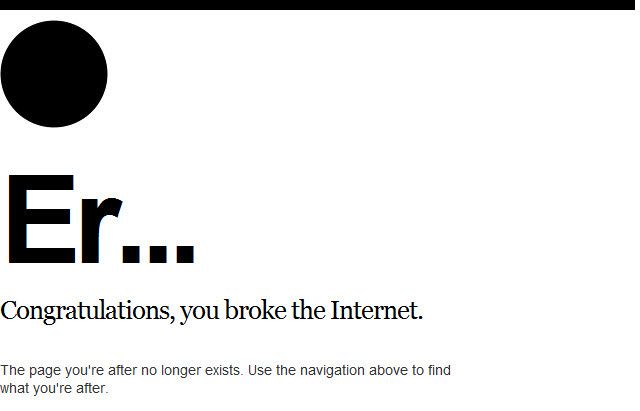 Er...
Congratulations, you broke the Internet.
The page you're after no longer exists. Use the navigation above to find
what you're after.